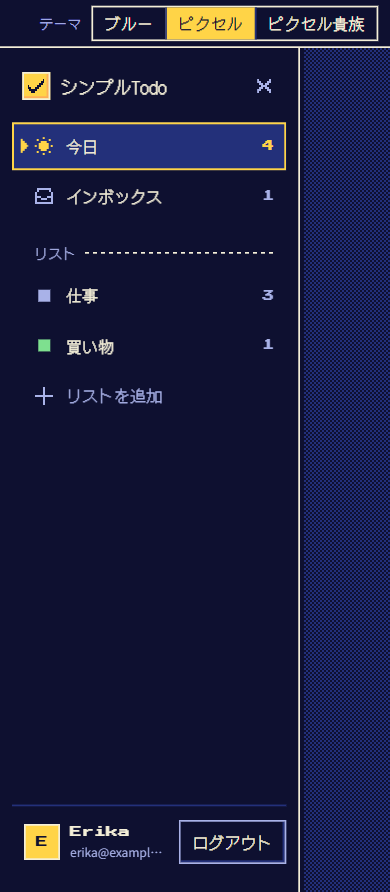 テーマ ブルー ピクセル ピクセル貴族
シンプルTodo
今日 4
インボックス 1
リスト
仕事 3
買い物 1
リストを追加
E Erika
erika@exampl… ログアウト